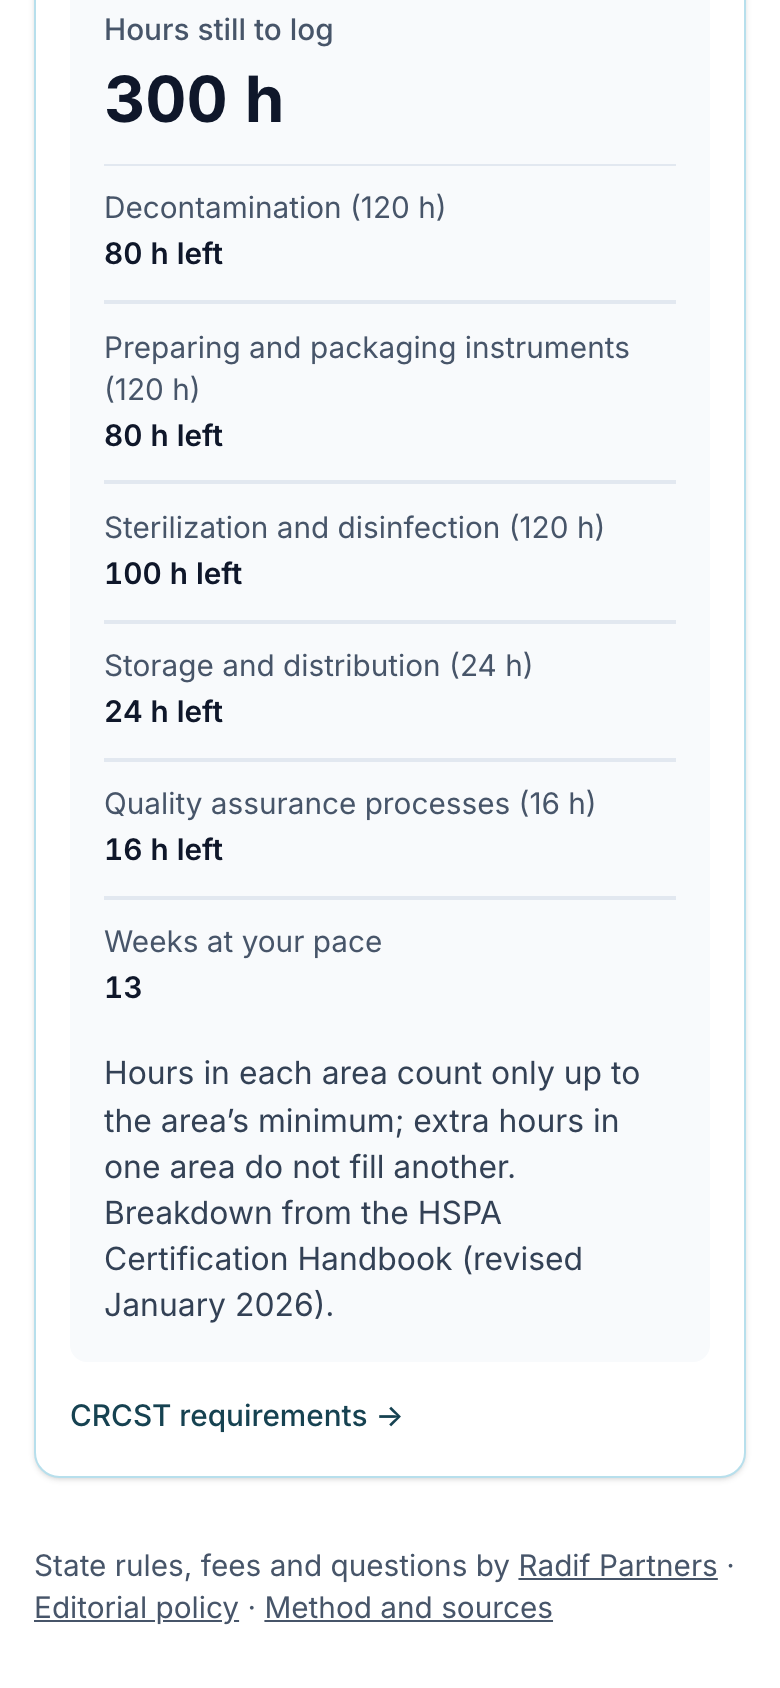 Hours still to log
300 h
Decontamination (120 h)
80 h left
Preparing and packaging instruments
(120 h)
80 h left
Sterilization and disinfection (120 h)
100 h left
Storage and distribution (24 h)
24 h left
Quality assurance processes (16 h)
16 h left
Weeks at your pace
13
Hours in each area count only up to
the area’s minimum; extra hours in
one area do not fill another.
Breakdown from the HSPA
Certification Handbook (revised
January 2026).
CRCST requirements →
State rules, fees and questions by Radif Partners ·
Editorial policy · Method and sources